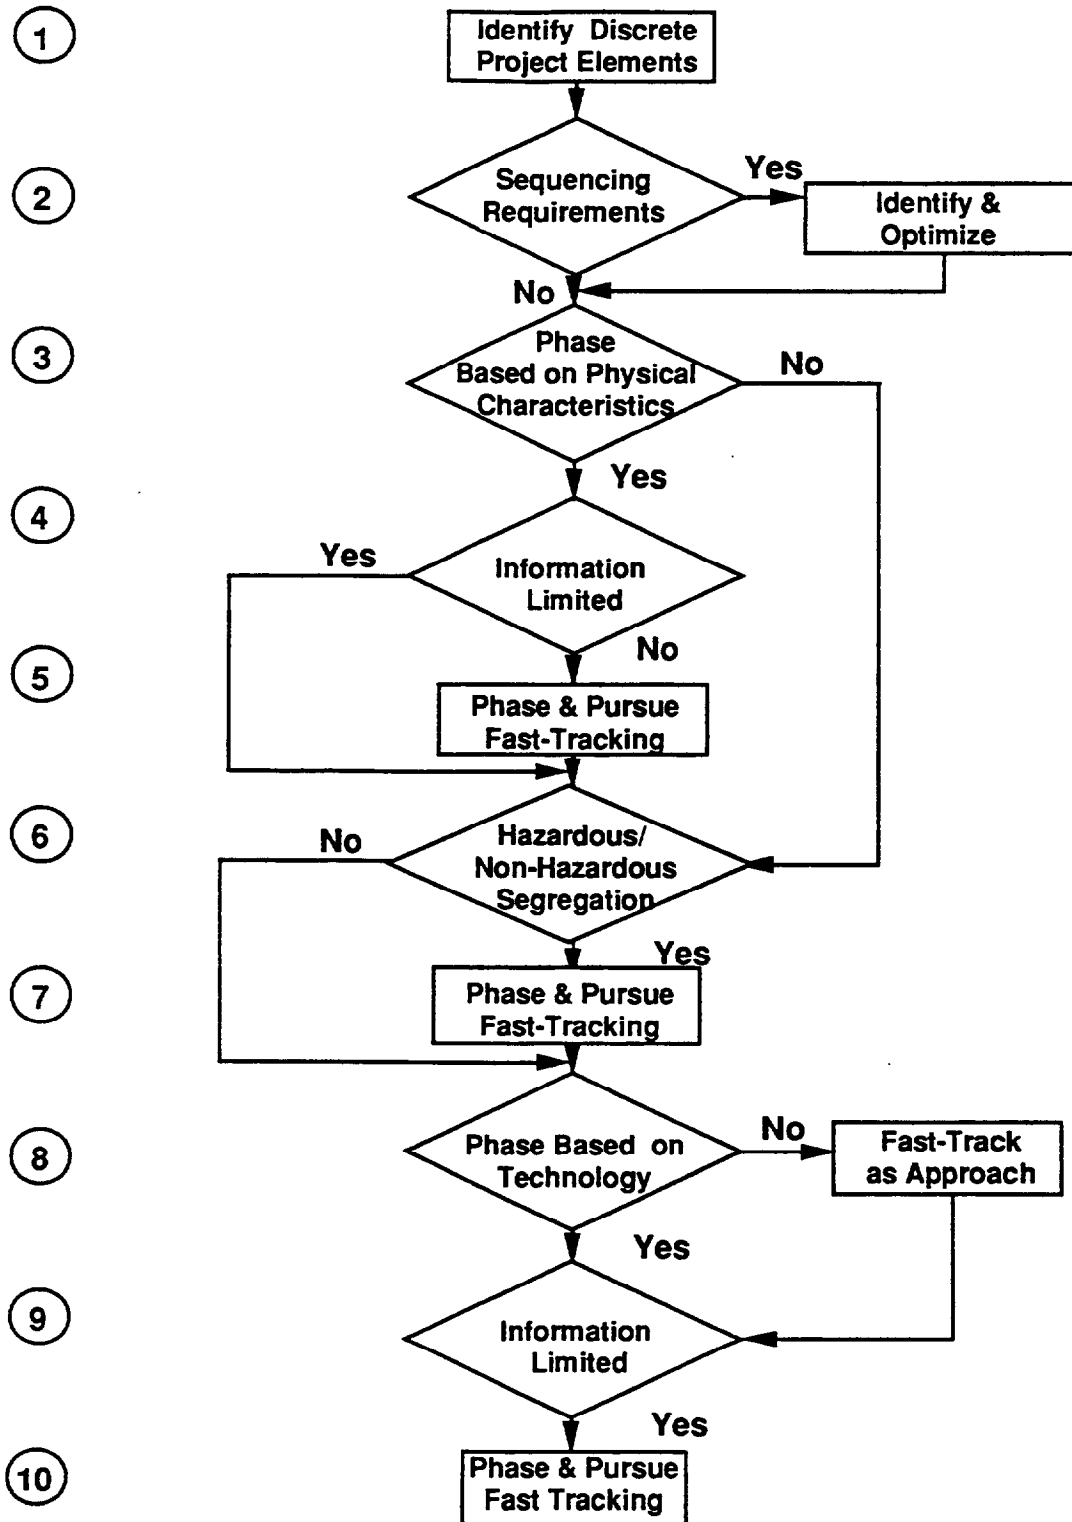 1
Identify Discrete
Project Elements
2
Sequencing
Requirements
Yes
Identify &
Optimize
No
3
Phase
Based on Physical
Characteristics
No
Yes
4
Yes
Information
Limited
No
5
Phase & Pursue
Fast-Tracking
6
No
Hazardous/
Non-Hazardous
Segregation
Yes
7
Phase & Pursue
Fast-Tracking
8
Phase Based on
Technology
No
Fast-Track
as Approach
Yes
9
Information
Limited
Yes
10
Phase & Pursue
Fast Tracking